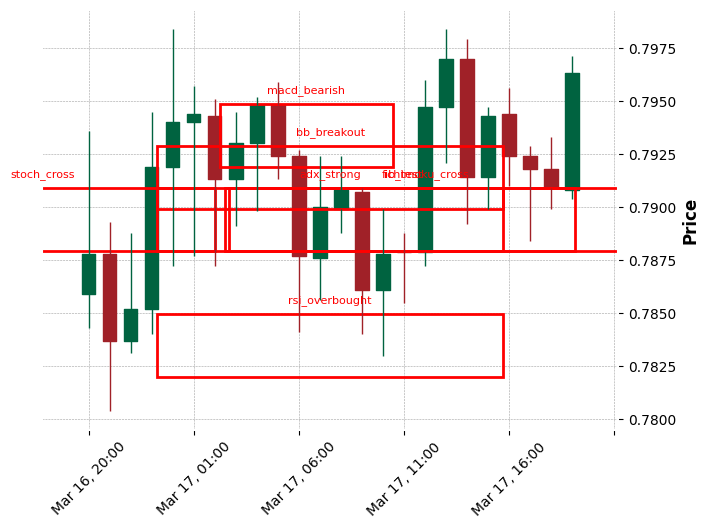 0.7975
0.7950
0.7925
0.7900
0.7875
0.7850
0.7825
0.7800
Price
macd_bearish
bb_breakout
stoch_cross
adx_strong
rsi_overbought
Mar 16, 20:00
Mar 17, 01:00
Mar 17, 06:00
Mar 17, 11:00
Mar 17, 16:00